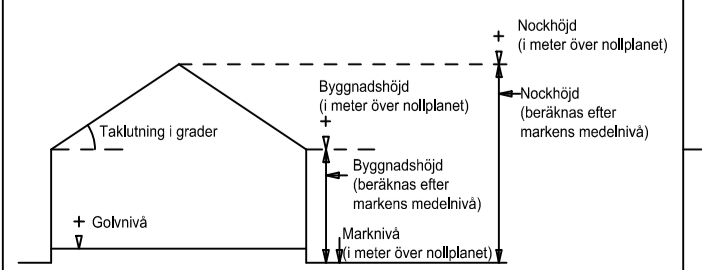 Nockhöjd
(i meter över nollplanet)
Byggnadshöjd
(i meter över nollplanet)
Nockhöjd
(beräknas efter
markens medelnivå)
Taklutning i grader
Byggnadshöjd
(beräknas efter
markens medelnivå)
Golvnivå
Marknivå
(i meter över nollplanet)